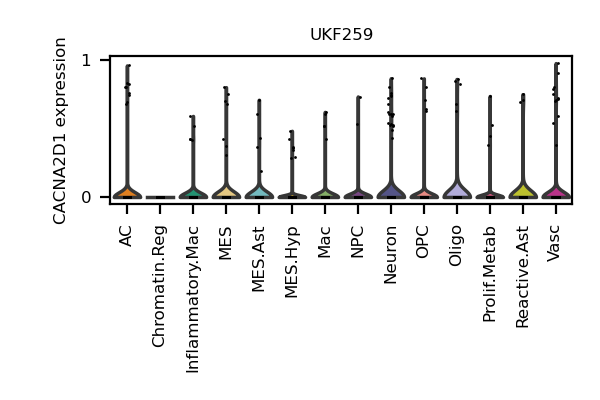 UKF259
CACNA2D1 expression
1
0
AC
Chromatin.Reg
Inflammatory.Mac
MES
MES.Ast
MES.Hyp
Mac
NPC
Neuron
OPC
Oligo
Prolif.Metab
Reactive.Ast
Vasc